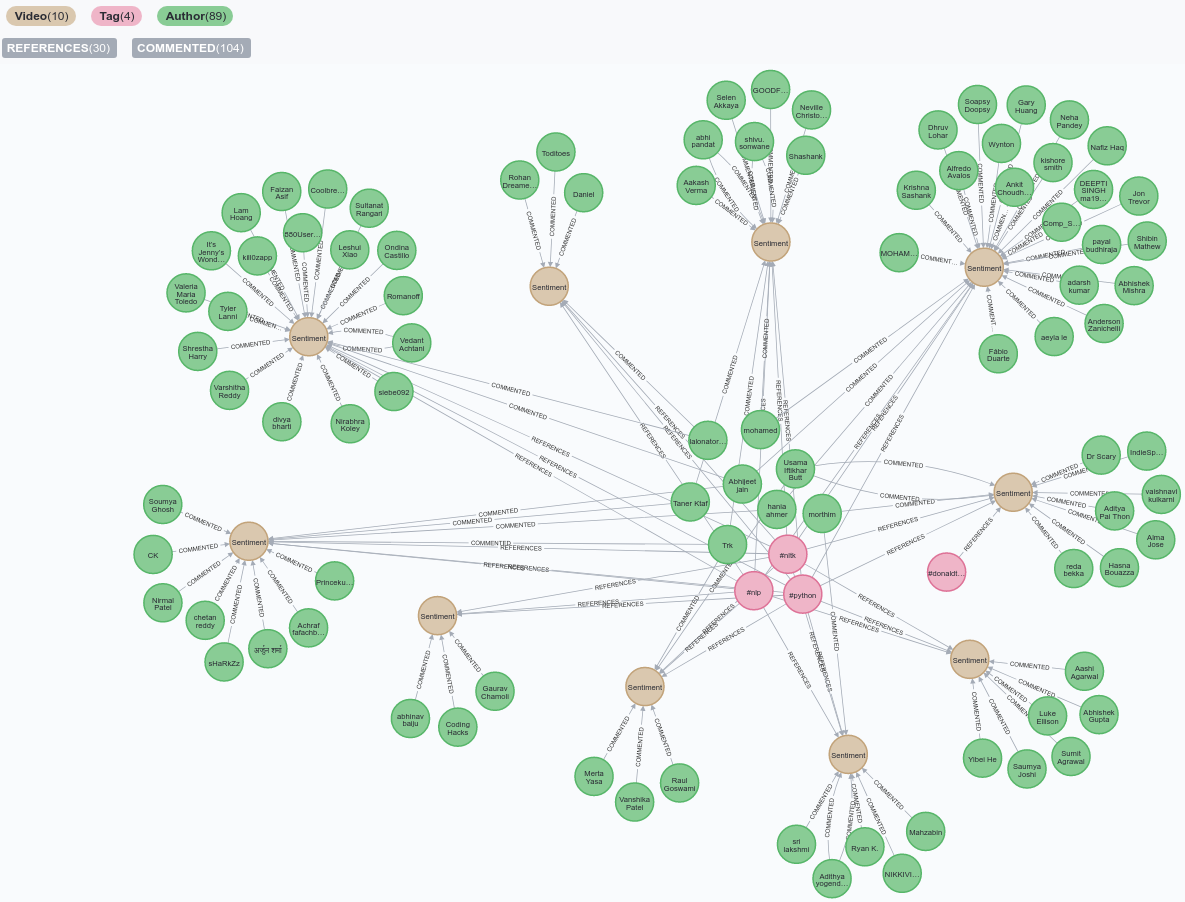 Video(10) Tag(4) Author(89)
REFERENCES(30) COMMENTED(104)
Selen
Akkaya
GOODF...
Neville
Christo...
abhi
pandat
shivu.
sonwane
Shashank
Aakash
Verma
Sentiment
Soapsy
Doopsy
Gary
Huang
Neha
Pandey
Dhruv
Lohar
Wynton
Nafiz Haq
Alfredo
Avalos
kishore
smith
Krishna
Shashank
Ankit
Choudh...
DEEPTI
SINGH
ma19...
Jon
Trevor
Comp_S...
MOHAM...
payal
budhiraja
Shibin
Mathew
Sentiment
adarsh
kumar
Abhishek
Mishra
Anderson
Zanichelli
aeyla le
Fábio
Duarte
Toditoes
Rohan
Dreame...
Daniel
Sentiment
Faizan
Asif
Coolbre...
Sultanat
Rangari
Lam
Hoang
550User...
It's
Jenny's
Wond...
kill0zapp
Leshui
Xiao
Ondina
Castillo
Valeria
Maria
Toledo
Tyler
Lanni
Romanoff
Shrestha
Harry
Sentiment
Vedant
Achtani
Varshitha
Reddy
siebe092
divya
bharti
Nirabhra
Koley
lalonator...
mohamed
Usama
Iftikhar
Butt
Abhijeet
jain
Taner Klaf
hania
ahmer
morthim
Trk
#nltk
#nlp
#python
#donaldt...
Dr Scary
IndieSp...
Sentiment
vaishnavi
kulkarni
Aditya
Pai Thon
Alma
Jose
reda
bekka
Hasna
Bouazza
Soumya
Ghosh
CK
Sentiment
Nirmal
Patel
Princeku...
chetan
reddy
Achraf
fafachb...
sHaRkZz
अर्जुन शर्मा
Sentiment
abhinav
baiju
Coding
Hacks
Gaurav
Chamoli
Sentiment
Merta
Yasa
Vanshika
Patel
Raul
Goswami
Sentiment
Aashi
Agarwal
Luke
Ellison
Abhishek
Gupta
Yibei He
Saumya
Joshi
Sumit
Agrawal
Sentiment
sri
lakshmi
Ryan K.
Mahzabin
Adithya
yogend...
NIKKIVI...
COMMENTED
REFERENCES